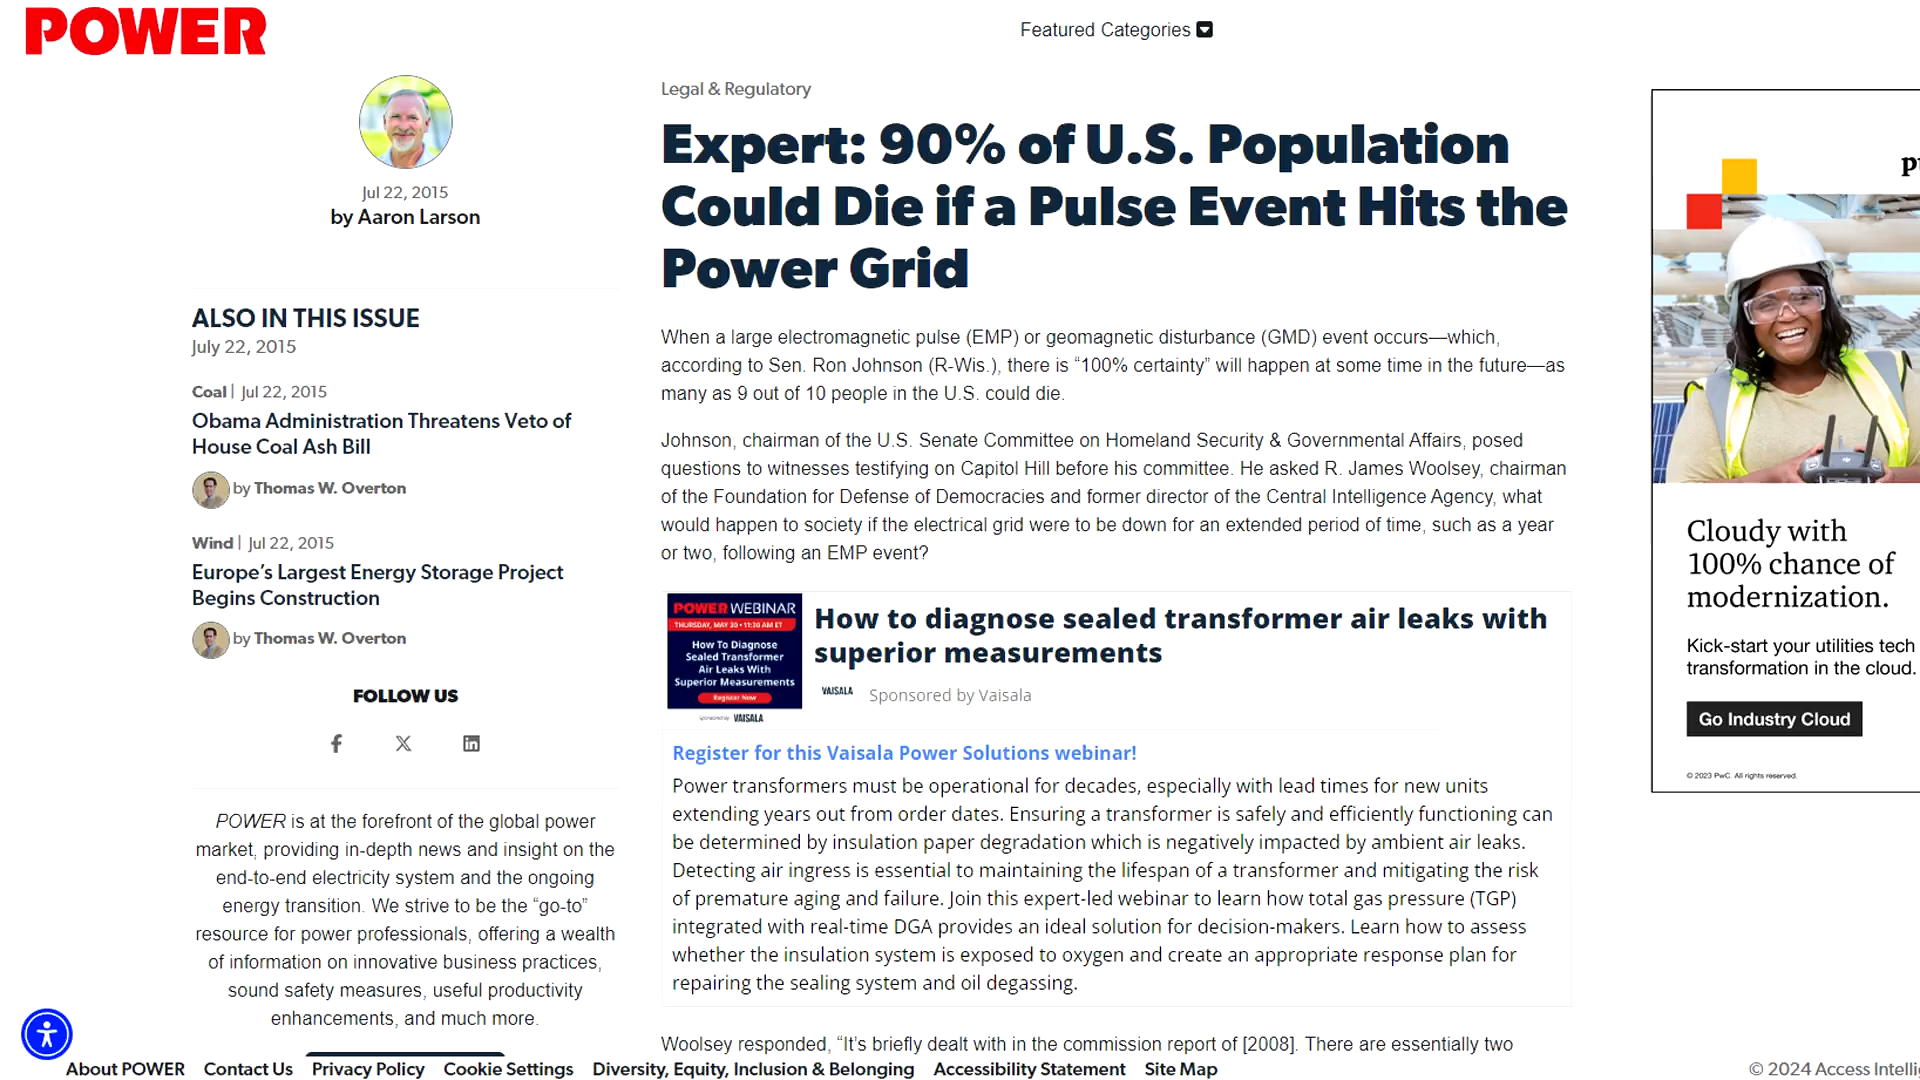 POWER
Featured Categories
Jul 22, 2015
by Aaron Larson
ALSO IN THIS ISSUE
July 22, 2015
Coal | Jul 22, 2015
Obama Administration Threatens Veto of
House Coal Ash Bill
by Thomas W. Overton
Wind | Jul 22, 2015
Europe’s Largest Energy Storage Project
Begins Construction
by Thomas W. Overton
FOLLOW US
POWER is at the forefront of the global power
market, providing in-depth news and insight on the
end-to-end electricity system and the ongoing
energy transition. We strive to be the “go-to”
resource for power professionals, offering a wealth
of information on innovative business practices,
sound safety measures, useful productivity
enhancements, and much more.
Legal & Regulatory
Expert: 90% of U.S. Population
Could Die if a Pulse Event Hits the
Power Grid
When a large electromagnetic pulse (EMP) or geomagnetic disturbance (GMD) event occurs—which,
according to Sen. Ron Johnson (R-Wis.), there is “100% certainty” will happen at some time in the future—as
many as 9 out of 10 people in the U.S. could die.
Johnson, chairman of the U.S. Senate Committee on Homeland Security & Governmental Affairs, posed
questions to witnesses testifying on Capitol Hill before his committee. He asked R. James Woolsey, chairman
of the Foundation for Defense of Democracies and former director of the Central Intelligence Agency, what
would happen to society if the electrical grid were to be down for an extended period of time, such as a year
or two, following an EMP event?
POWER WEBINAR
THURSDAY, MAY 30 • 11:30 AM ET
How To Diagnose
Sealed Transformer
Air Leaks With
Superior Measurements
Register Now
Sponsored by VAISALA
How to diagnose sealed transformer air leaks with
superior measurements
VAISALA Sponsored by Vaisala
Register for this Vaisala Power Solutions webinar!
Power transformers must be operational for decades, especially with lead times for new units
extending years out from order dates. Ensuring a transformer is safely and efficiently functioning can
be determined by insulation paper degradation which is negatively impacted by ambient air leaks.
Detecting air ingress is essential to maintaining the lifespan of a transformer and mitigating the risk
of premature aging and failure. Join this expert-led webinar to learn how total gas pressure (TGP)
integrated with real-time DGA provides an ideal solution for decision-makers. Learn how to assess
whether the insulation system is exposed to oxygen and create an appropriate response plan for
repairing the sealing system and oil degassing.
Woolsey responded, “It’s briefly dealt with in the commission report of [2008]. There are essentially two
Cloudy with
100% chance of
modernization.
Kick-start your utilities tech
transformation in the cloud.
Go Industry Cloud
© 2023 PwC. All rights reserved.
About POWER Contact Us Privacy Policy Cookie Settings Diversity, Equity, Inclusion & Belonging Accessibility Statement Site Map
© 2024 Access